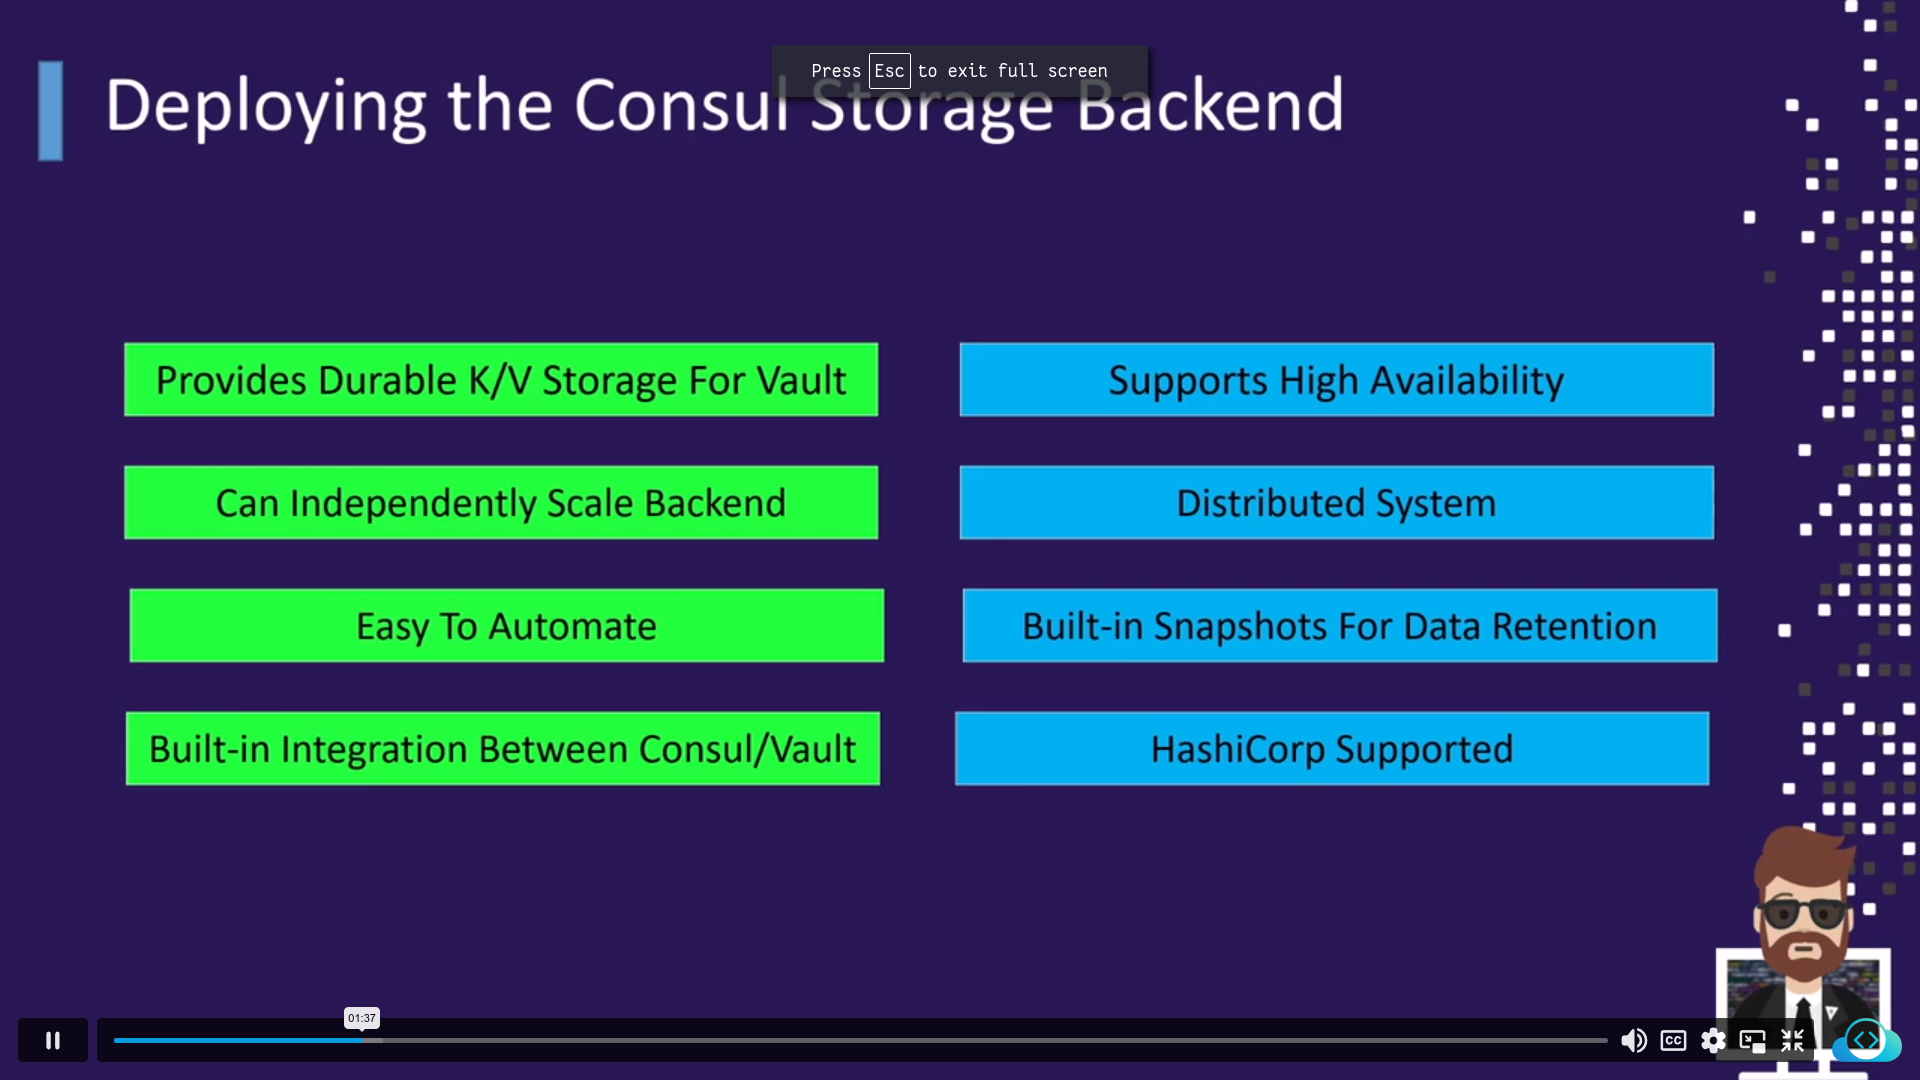 Press Esc to exit full screen
Deploying the Consul Storage Backend
Provides Durable K/V Storage For Vault
Supports High Availability
Can Independently Scale Backend
Distributed System
Easy To Automate
Built-in Snapshots For Data Retention
Built-in Integration Between Consul/Vault
HashiCorp Supported
01:37
CC